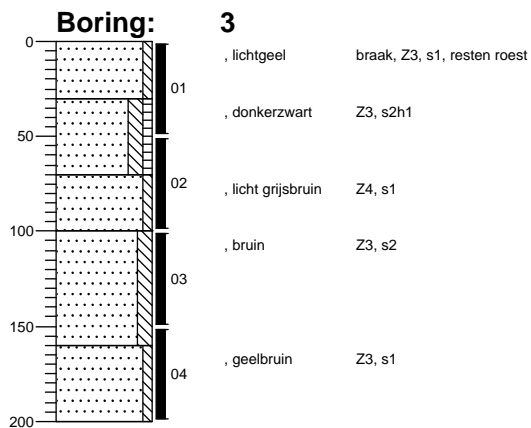 Boring: 3
0
, lichtgeel braak, Z3, s1, resten roest
01
, donkerzwart Z3, s2h1
50
02
, licht grijsbruin Z4, s1
100
, bruin Z3, s2
03
150
, geelbruin Z3, s1
04
200